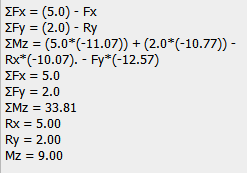 ΣFx = (5.0) - Fx
ΣFy = (2.0) - Ry
ΣMz = (5.0*(-11.07)) + (2.0*(-10.77)) -
Rx*(-10.07). - Fy*(-12.57)
ΣFx = 5.0
ΣFy = 2.0
ΣMz = 33.81
Rx = 5.00
Ry = 2.00
Mz = 9.00